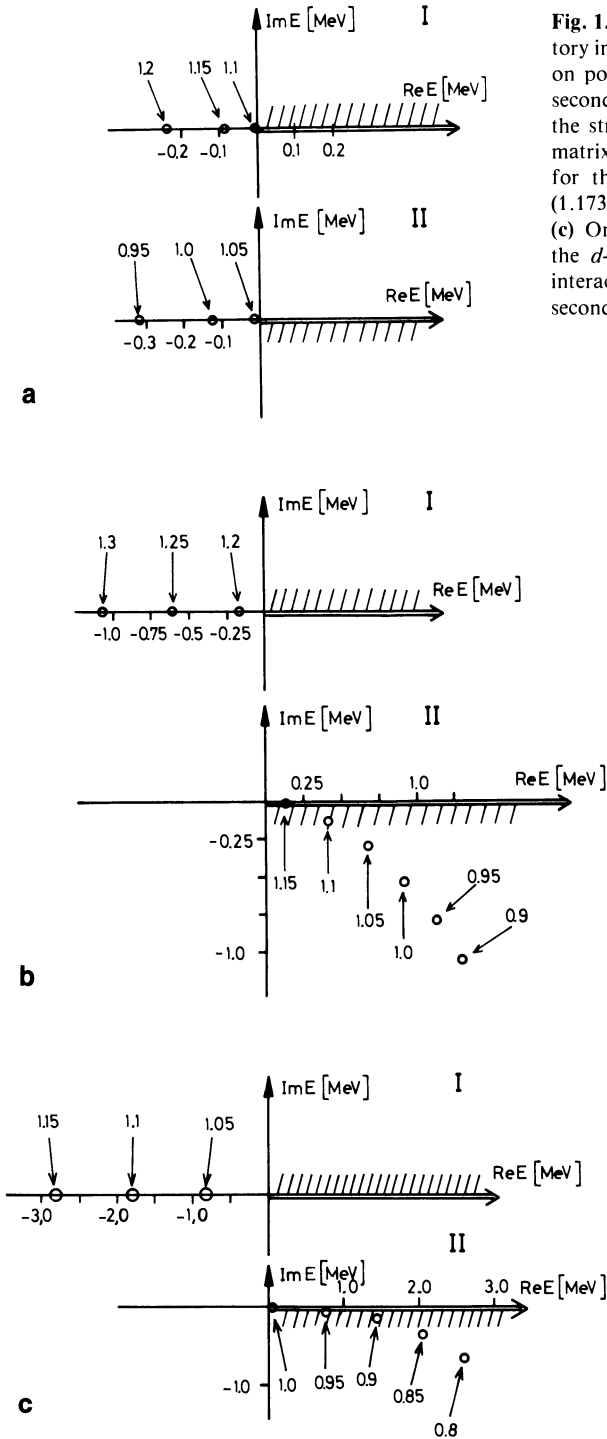 Fig. 1.
tory in
on po
second
the str
matrix
for th
(1.173
(c) On
the d-
interac
second
ImE [MeV] I
1.2 1.15 1.1 ReE [MeV]
-0.2 -0.1 0.1 0.2
ImE [MeV] II
0.95 1.0 1.05 ReE [MeV]
-0.3 -0.2 -0.1
a
ImE [MeV] I
1.3 1.25 1.2 ReE [MeV]
-1.0 -0.75 -0.5 -0.25
ImE [MeV] II
0.25 1.0 ReE [MeV]
-0.25
1.15 1.1 1.05 1.0 0.95 0.9
-1.0
b
ImE [MeV] I
1.15 1.1 1.05 ReE [MeV]
-3,0 -2,0 -1,0
II
ImE [MeV] 1.0 2.0 3.0 ReE [MeV]
-1.0 1.0 0.95 0.9 0.85 0.8
c